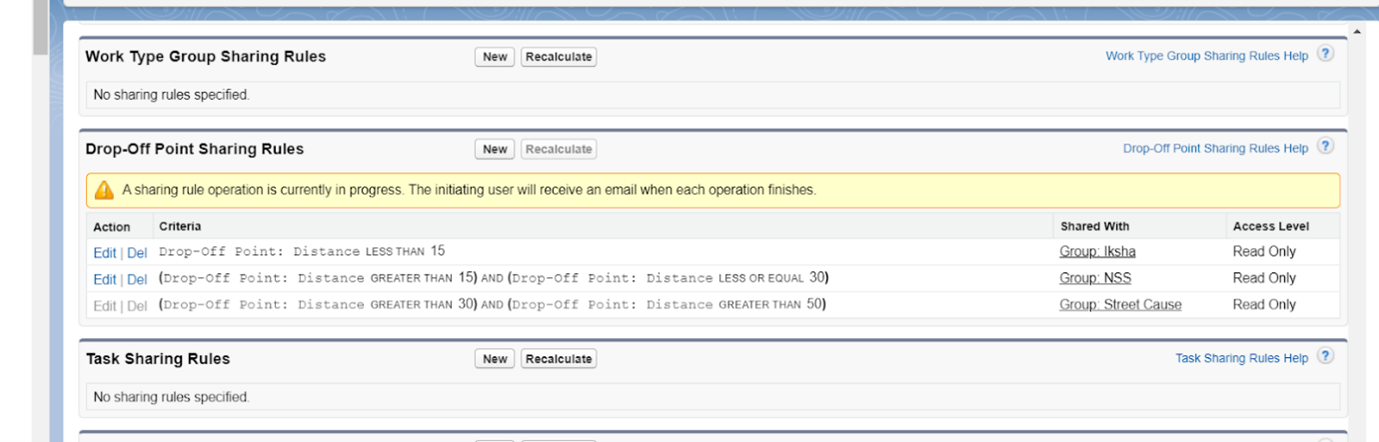 Work Type Group Sharing Rules New Recalculate Work Type Group Sharing Rules Help ?
No sharing rules specified.
Drop-Off Point Sharing Rules New Recalculate Drop-Off Point Sharing Rules Help ?
A sharing rule operation is currently in progress. The initiating user will receive an email when each operation finishes.
Action Criteria Shared With Access Level
Edit | Del Drop-Off Point: Distance LESS THAN 15 Group: Iksha Read Only
Edit | Del (Drop-Off Point: Distance GREATER THAN 15) AND (Drop-Off Point: Distance LESS OR EQUAL 30) Group: NSS Read Only
Edit | Del (Drop-Off Point: Distance GREATER THAN 30) AND (Drop-Off Point: Distance GREATER THAN 50) Group: Street Cause Read Only
Task Sharing Rules New Recalculate Task Sharing Rules Help ?
No sharing rules specified.